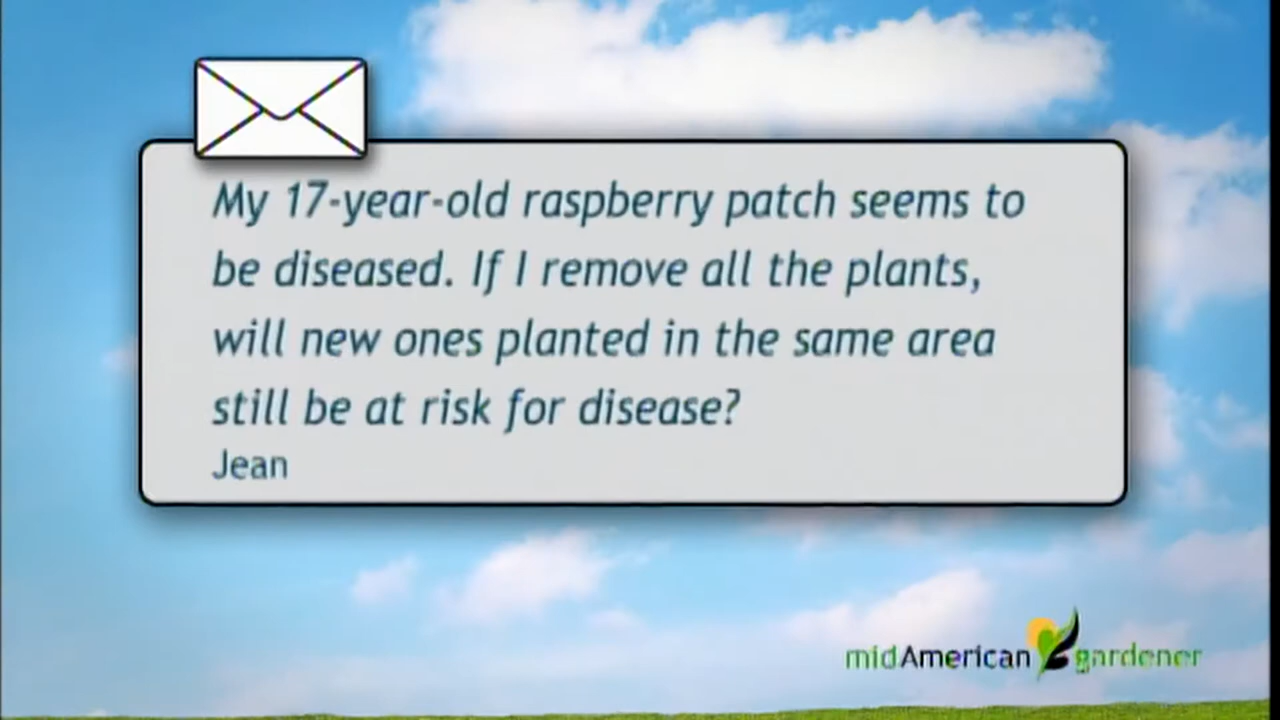 My 17-year-old raspberry patch seems to
be diseased. If I remove all the plants,
will new ones planted in the same area
still be at risk for disease?
Jean
midAmerican gardener